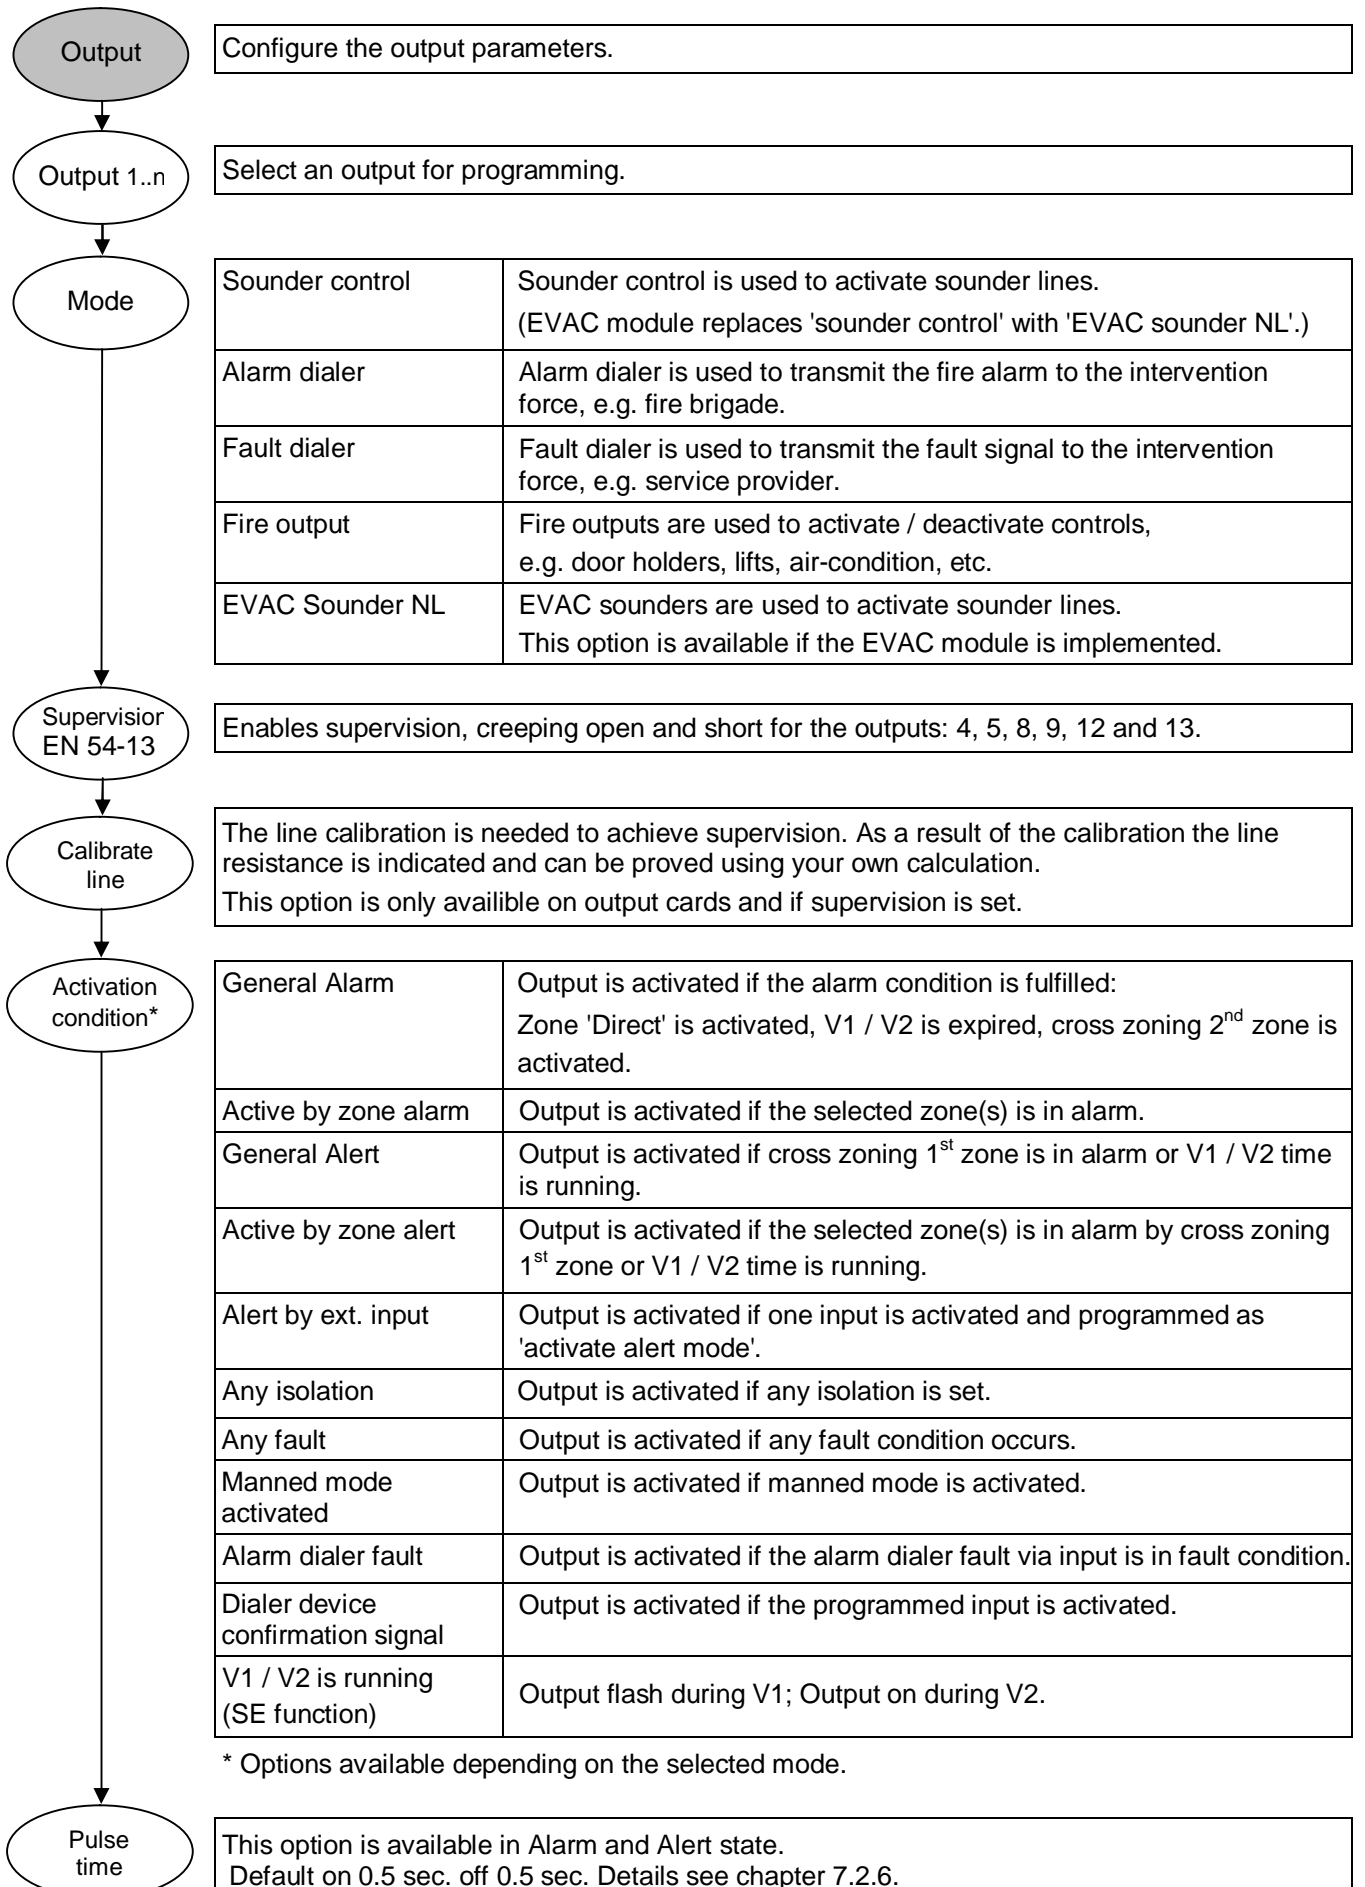 Output
Configure the output parameters.
Output 1..n
Select an output for programming.
Mode
Sounder control
Sounder control is used to activate sounder lines.
(EVAC module replaces 'sounder control' with 'EVAC sounder NL'.)
Alarm dialer
Alarm dialer is used to transmit the fire alarm to the intervention
force, e.g. fire brigade.
Fault dialer
Fault dialer is used to transmit the fault signal to the intervention
force, e.g. service provider.
Fire output
Fire outputs are used to activate / deactivate controls,
e.g. door holders, lifts, air-condition, etc.
EVAC Sounder NL
EVAC sounders are used to activate sounder lines.
This option is available if the EVAC module is implemented.
Supervision
EN 54-13
Enables supervision, creeping open and short for the outputs: 4, 5, 8, 9, 12 and 13.
Calibrate
line
The line calibration is needed to achieve supervision. As a result of the calibration the line
resistance is indicated and can be proved using your own calculation.
This option is only availible on output cards and if supervision is set.
Activation
condition*
General Alarm
Output is activated if the alarm condition is fulfilled:
Zone 'Direct' is activated, V1 / V2 is expired, cross zoning 2nd zone is
activated.
Active by zone alarm
Output is activated if the selected zone(s) is in alarm.
General Alert
Output is activated if cross zoning 1st zone is in alarm or V1 / V2 time
is running.
Active by zone alert
Output is activated if the selected zone(s) is in alarm by cross zoning
1st zone or V1 / V2 time is running.
Alert by ext. input
Output is activated if one input is activated and programmed as
'activate alert mode'.
Any isolation
Output is activated if any isolation is set.
Any fault
Output is activated if any fault condition occurs.
Manned mode
activated
Output is activated if manned mode is activated.
Alarm dialer fault
Output is activated if the alarm dialer fault via input is in fault condition.
Dialer device
confirmation signal
Output is activated if the programmed input is activated.
V1 / V2 is running
(SE function)
Output flash during V1; Output on during V2.
* Options available depending on the selected mode.
Pulse
time
This option is available in Alarm and Alert state.
Default on 0.5 sec. off 0.5 sec. Details see chapter 7.2.6.